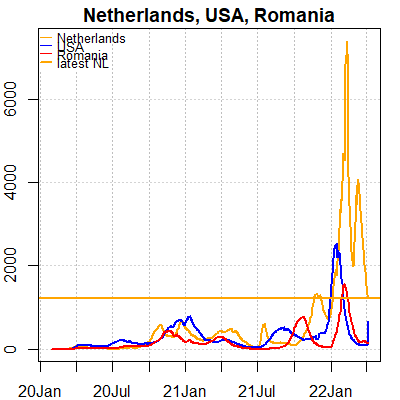 Netherlands, USA, Romania
Netherlands
USA
Romania
latest NL
6000
4000
2000
0
20Jan 20Jul 21Jan 21Jul 22Jan